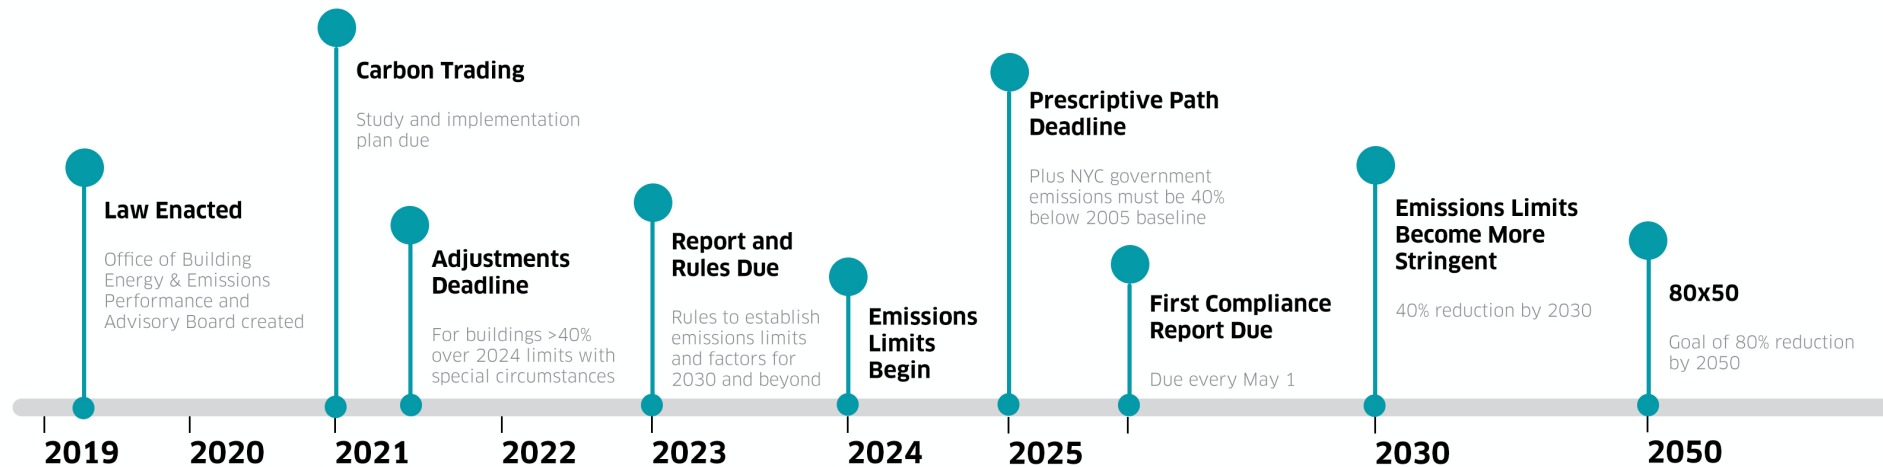 Law Enacted
Office of Building
Energy & Emissions
Performance and
Advisory Board created
Carbon Trading
Study and implementation
plan due
Adjustments
Deadline
For buildings >40%
over 2024 limits with
special circumstances
Report and
Rules Due
Rules to establish
emissions limits
and factors for
2030 and beyond
Emissions
Limits
Begin
Prescriptive Path
Deadline
Plus NYC government
emissions must be 40%
below 2005 baseline
First Compliance
Report Due
Due every May 1
Emissions Limits
Become More
Stringent
40% reduction by 2030
80x50
Goal of 80% reduction
by 2050
2019 2020 2021 2022 2023 2024 2025 2030 2050